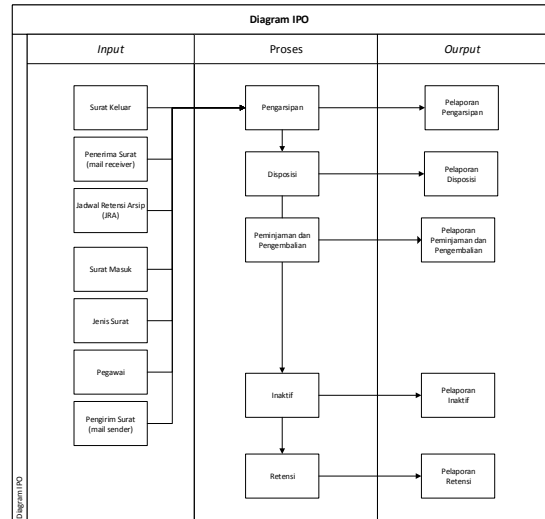 Diagram IPO
Input
Proses
Ourput
Surat Keluar
Penerima Surat
(mail receiver)
Jadwal Retensi Arsip
(JRA)
Surat Masuk
Jenis Surat
Pegawai
Pengirim Surat
(mail sender)
Pengarsipan
Disposisi
Peminjaman dan
Pengembalian
Inaktif
Retensi
Pelaporan
Pengarsipan
Pelaporan
Disposisi
Pelaporan
Peminjaman dan
Pengembalian
Pelaporan
Inaktif
Pelaporan
Retensi
Diagram IPO